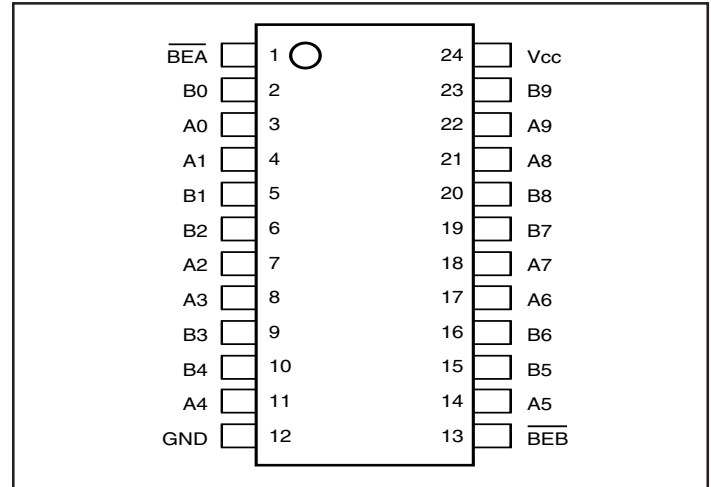 B̅E̅A̅ 1 24 Vcc
B0 2 23 B9
A0 3 22 A9
A1 4 21 A8
B1 5 20 B8
B2 6 19 B7
A2 7 18 A7
A3 8 17 A6
B3 9 16 B6
B4 10 15 B5
A4 11 14 A5
GND 12 13 B̅E̅B̅